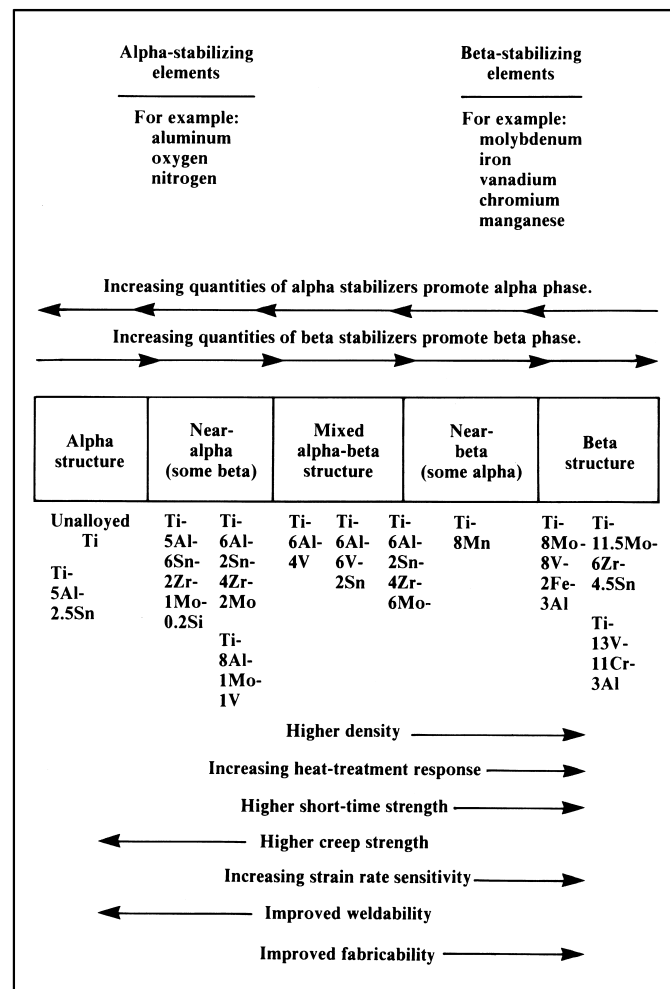 Alpha-stabilizing
elements
For example:
aluminum
oxygen
nitrogen
Beta-stabilizing
elements
For example:
molybdenum
iron
vanadium
chromium
manganese
Increasing quantities of alpha stabilizers promote alpha phase.
Increasing quantities of beta stabilizers promote beta phase.
Alpha
structure
Near-
alpha
(some beta)
Mixed
alpha-beta
structure
Near-
beta
(some alpha)
Beta
structure
Unalloyed
Ti
Ti-
5Al-
2.5Sn
Ti-
5Al-
6Sn-
2Zr-
1Mo-
0.2Si
Ti-
6Al-
2Sn-
4Zr-
2Mo
Ti-
8Al-
1Mo-
1V
Ti-
6Al-
4V
Ti-
6Al-
6V-
2Sn
Ti-
6Al-
2Sn-
4Zr-
6Mo-
Ti-
8Mn
Ti-
8Mo-
8V-
2Fe-
3Al
Ti-
11.5Mo-
6Zr-
4.5Sn
Ti-
13V-
11Cr-
3Al
Higher density
Increasing heat-treatment response
Higher short-time strength
Higher creep strength
Increasing strain rate sensitivity
Improved weldability
Improved fabricability